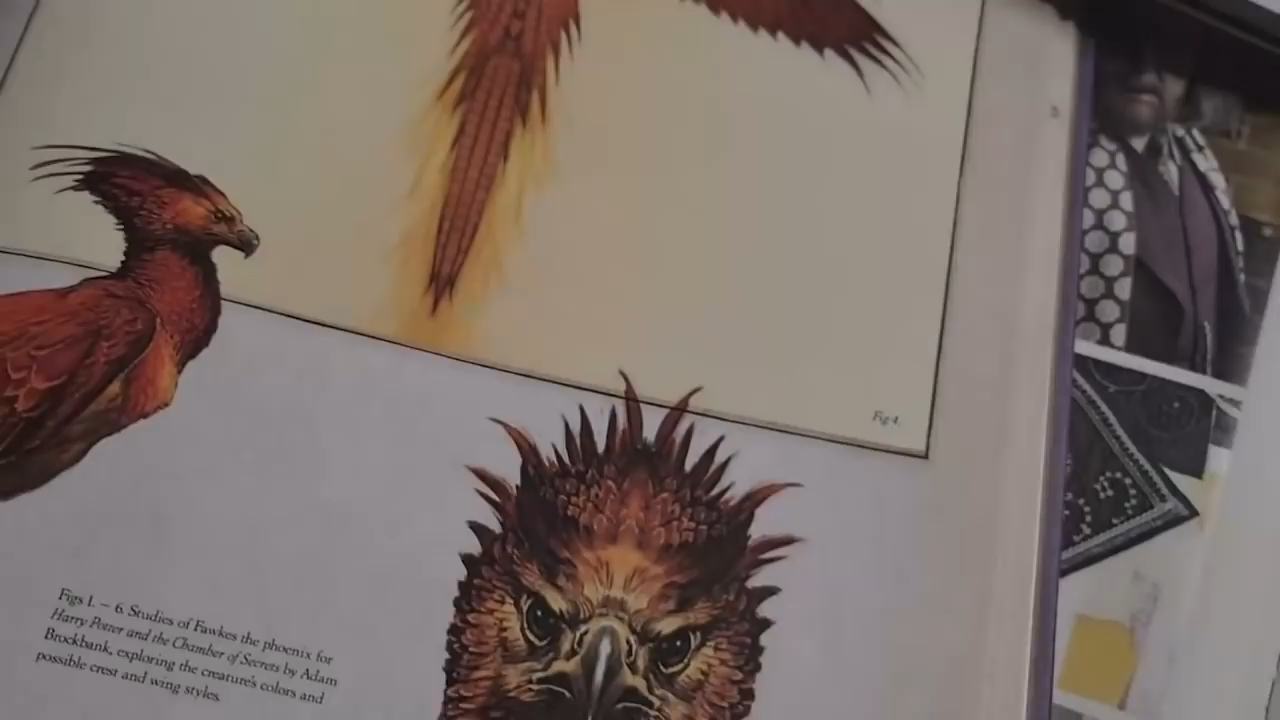 Fig 4.
Figs 1. – 6. Studies of Fawkes the phoenix for
Harry Potter and the Chamber of Secrets by Adam
Brockbank, exploring the creature's colors and
possible crest and wing styles.